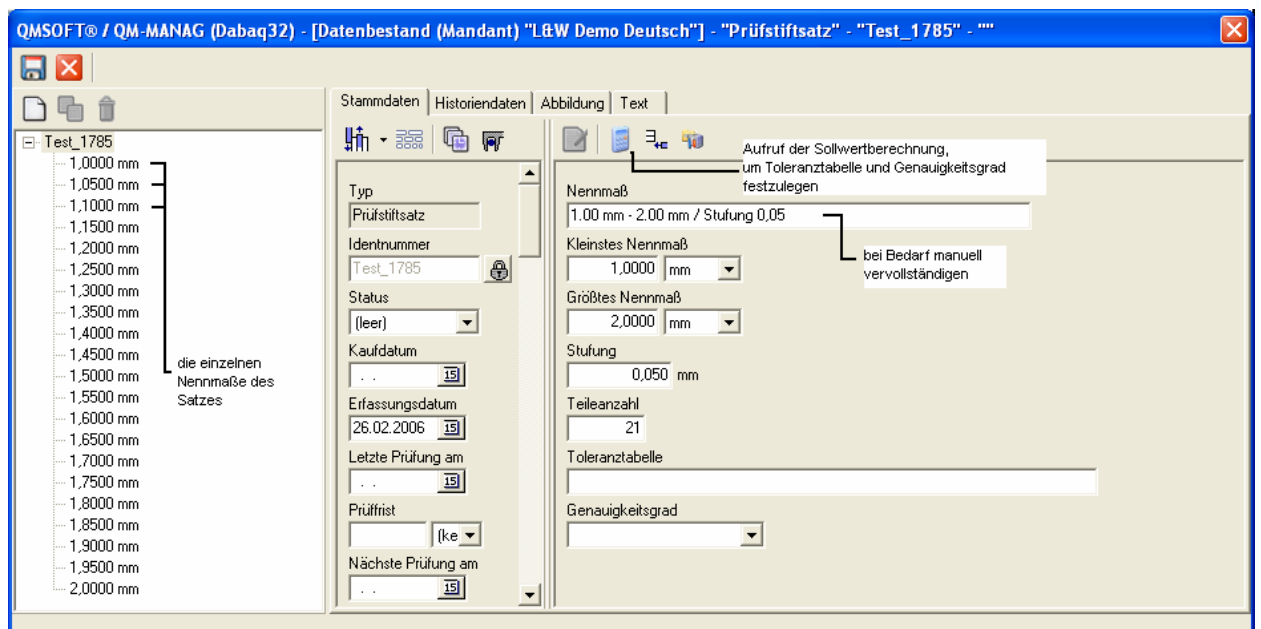 QMSOFT® / QM-MANAG (Dabaq32) - [Datenbestand (Mandant) "L&W Demo Deutsch"] - "Prüfstiftsatz" - "Test_1785" - ""
Test_1785
1,0000 mm
1,0500 mm
1,1000 mm
1,1500 mm
1,2000 mm
1,2500 mm
1,3000 mm
1,3500 mm
1,4000 mm
1,4500 mm
1,5000 mm
1,5500 mm
1,6000 mm
1,6500 mm
1,7000 mm
1,7500 mm
1,8000 mm
1,8500 mm
1,9000 mm
1,9500 mm
2,0000 mm
die einzelnen
Nennmaße des
Satzes
Stammdaten Historiendaten Abbildung Text
Typ
Prüfstiftsatz
Identnummer
Test_1785
Status
(leer)
Kaufdatum
. . 15
Erfassungsdatum
26.02.2006 15
Letzte Prüfung am
. . 15
Prüffrist
(ke
Nächste Prüfung am
. . 15
Aufruf der Sollwertberechnung,
um Toleranztabelle und Genauigkeitsgrad
festzulegen
Nennmaß
1.00 mm - 2.00 mm / Stufung 0,05
bei Bedarf manuell
vervollständigen
Kleinstes Nennmaß
1,0000 mm
Größtes Nennmaß
2,0000 mm
Stufung
0,050 mm
Teileanzahl
21
Toleranztabelle
Genauigkeitsgrad